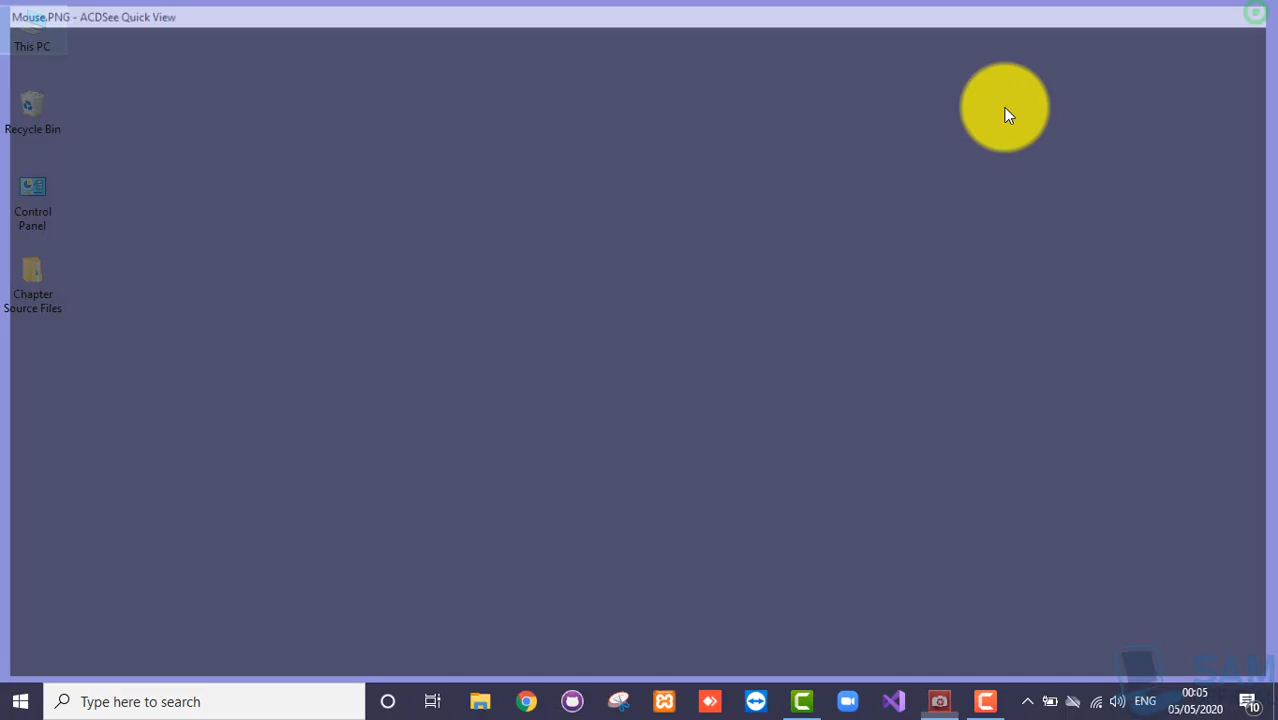 Mouse.PNG - ACDSee Quick View
This PC
Recycle Bin
Control
Panel
Chapter
Source Files
SAM
Type here to search
ENG
00:05
05/05/2020
10